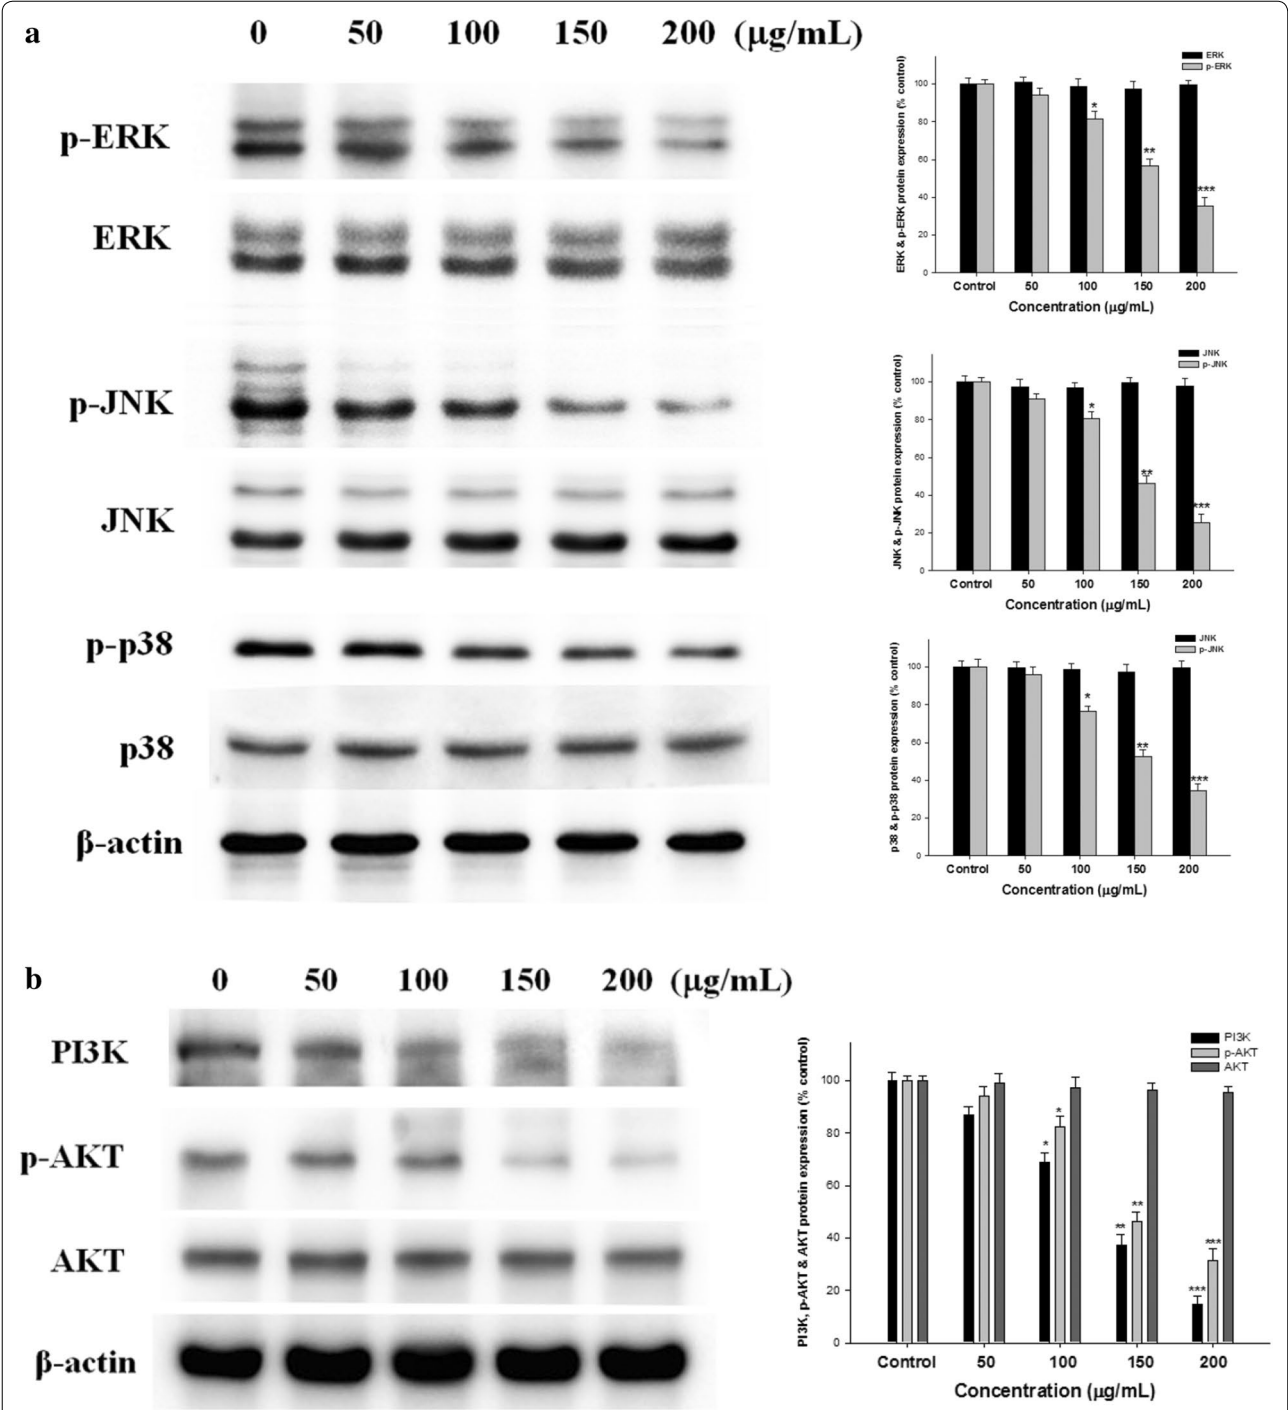 a
0 50 100 150 200 (μg/mL)
p-ERK
ERK
p-JNK
JNK
p-p38
p38
β-actin
ERK
p-ERK
ERK & p-ERK protein expression (% control)
100
80
60
40
20
0
*
**
***
Control 50 100 150 200
Concentration (μg/mL)
JNK
p-JNK
JNK & p-JNK protein expression (% control)
100
80
60
40
20
0
*
**
***
Control 50 100 150 200
Concentration (μg/mL)
JNK
p-JNK
p38 & p-p38 protein expression (% control)
100
80
60
40
20
0
*
**
***
Control 50 100 150 200
Concentration (μg/mL)
b
0 50 100 150 200 (μg/mL)
PI3K
p-AKT
AKT
β-actin
PI3K
p-AKT
AKT
PI3K, p-AKT & AKT protein expression (% control)
100
80
60
40
20
0
* *
** **
*** ***
Control 50 100 150 200
Concentration (μg/mL)